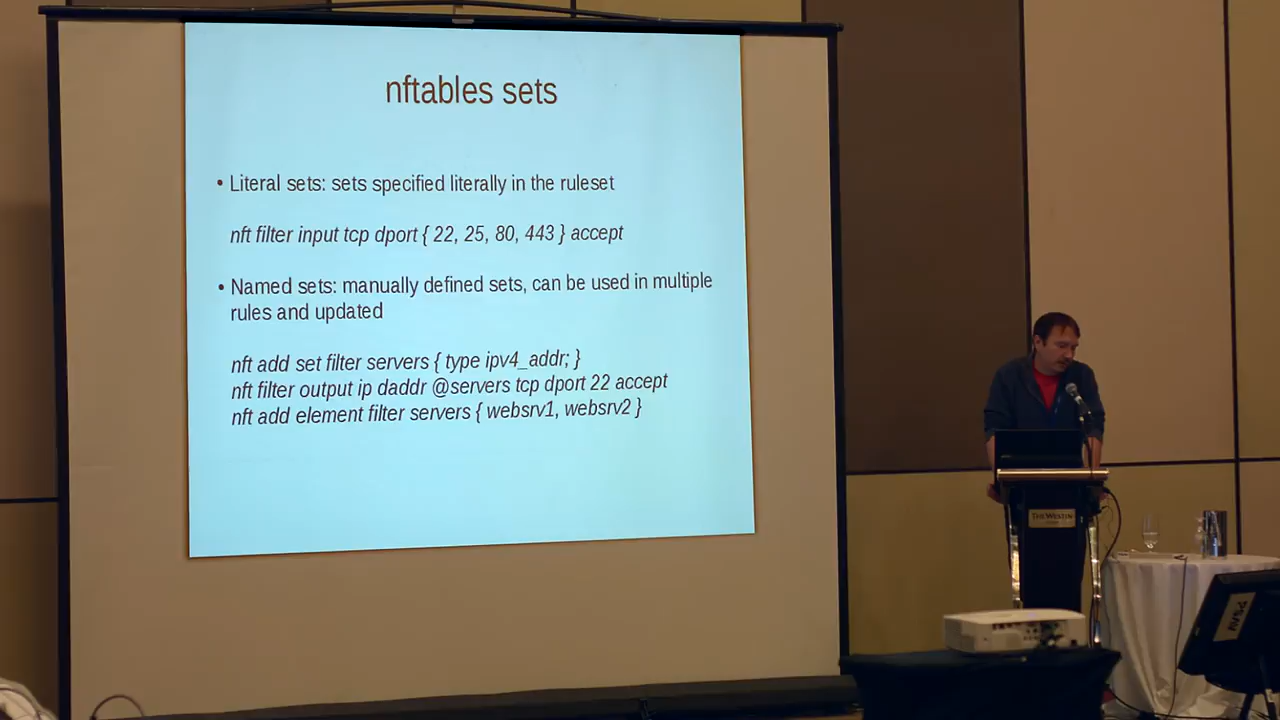 nftables sets
• Literal sets: sets specified literally in the ruleset
nft filter input tcp dport { 22, 25, 80, 443 } accept
• Named sets: manually defined sets, can be used in multiple
rules and updated
nft add set filter servers { type ipv4_addr; }
nft filter output ip daddr @servers tcp dport 22 accept
nft add element filter servers { websrv1, websrv2 }
THE WESTIN
PSAV